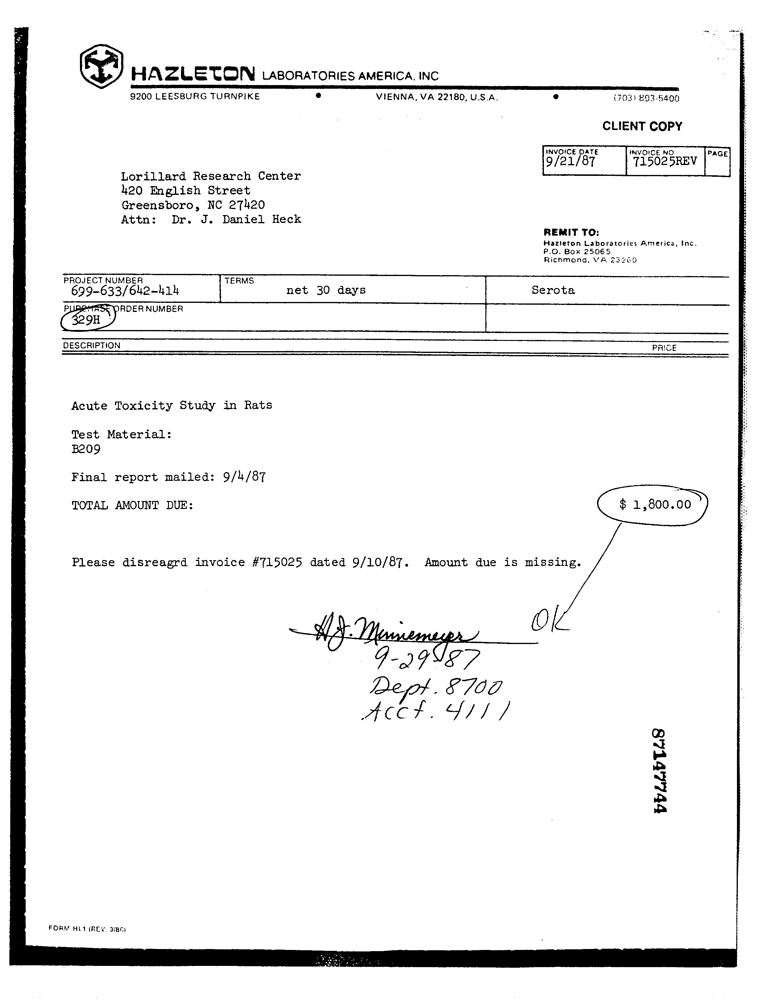 HAZLETON LABORATORIES AMERICA, INC
9200 LEESBURG TURNPIKE • VIENNA, VA 22180, U.S.A. • (703) 893-5400
CLIENT COPY
INVOICE DATE INVOICE NO PAGE
9/21/87 715025REV
Lorillard Research Center
420 English Street
Greensboro, NC 27420
Attn: Dr. J. Daniel Heck
REMIT TO:
Hazleton Laboratories America, Inc.
P.O. Box 25065
Richmond, VA 23260
PROJECT NUMBER TERMS
699-633/642-414 net 30 days Serota
PURCHASE ORDER NUMBER
329H
DESCRIPTION PRICE
Acute Toxicity Study in Rats
Test Material:
B209
Final report mailed: 9/4/87
TOTAL AMOUNT DUE: $ 1,800.00
Please disreagrd invoice #715025 dated 9/10/87. Amount due is missing.
H.J. Minnemeyer OK
9-29-87
Dept. 8700
Acct. 4111
87147744
FORM HL1 (REV. 3/86)